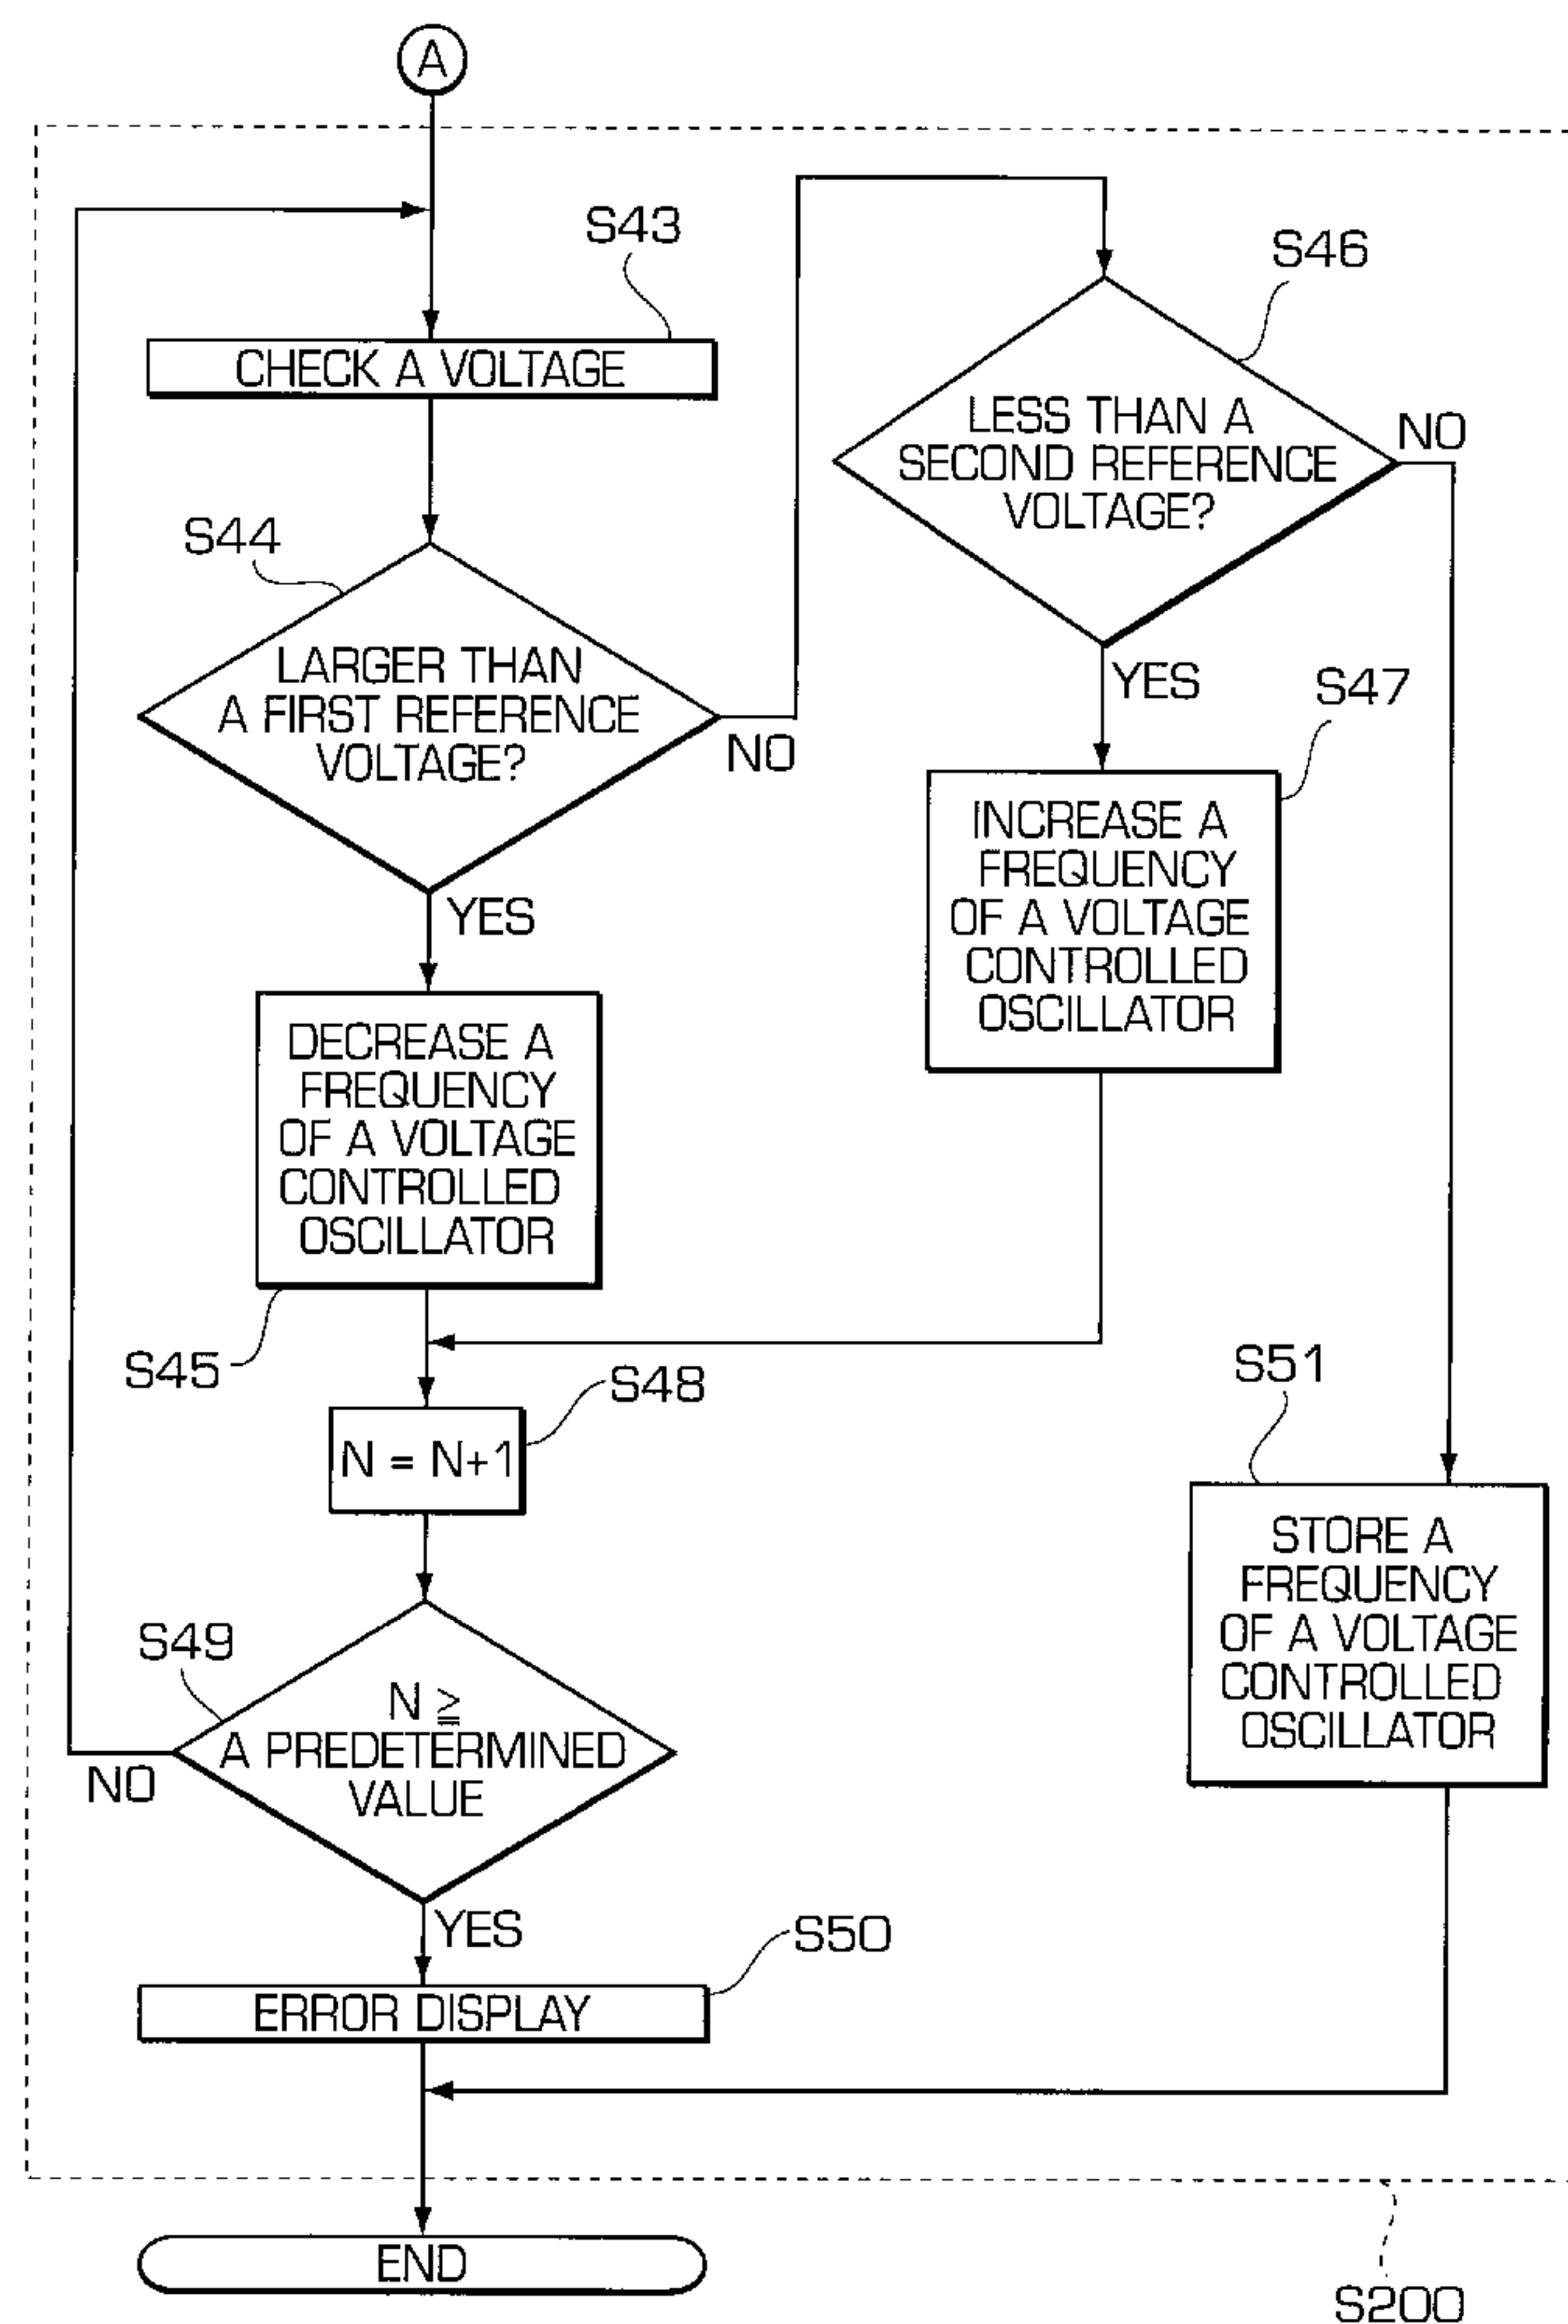 A
S43
CHECK A VOLTAGE
S44
LARGER THAN
A FIRST REFERENCE
VOLTAGE?
NO
YES
S46
LESS THAN A
SECOND REFERENCE
VOLTAGE?
NO
YES
S47
INCREASE A
FREQUENCY
OF A VOLTAGE
CONTROLLED
OSCILLATOR
DECREASE A
FREQUENCY
OF A VOLTAGE
CONTROLLED
OSCILLATOR
S45
S48
N = N+1
S49
N ≧
A PREDETERMINED
VALUE
NO
YES
S51
STORE A
FREQUENCY
OF A VOLTAGE
CONTROLLED
OSCILLATOR
S50
ERROR DISPLAY
END
S200